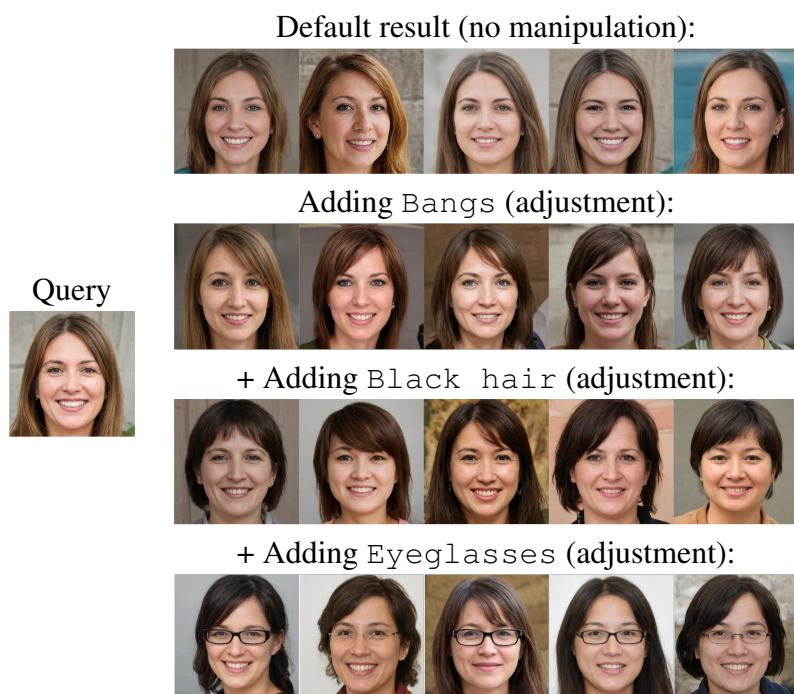 Default result (no manipulation):
Adding Bangs (adjustment):
Query
+ Adding Black hair (adjustment):
+ Adding Eyeglasses (adjustment):